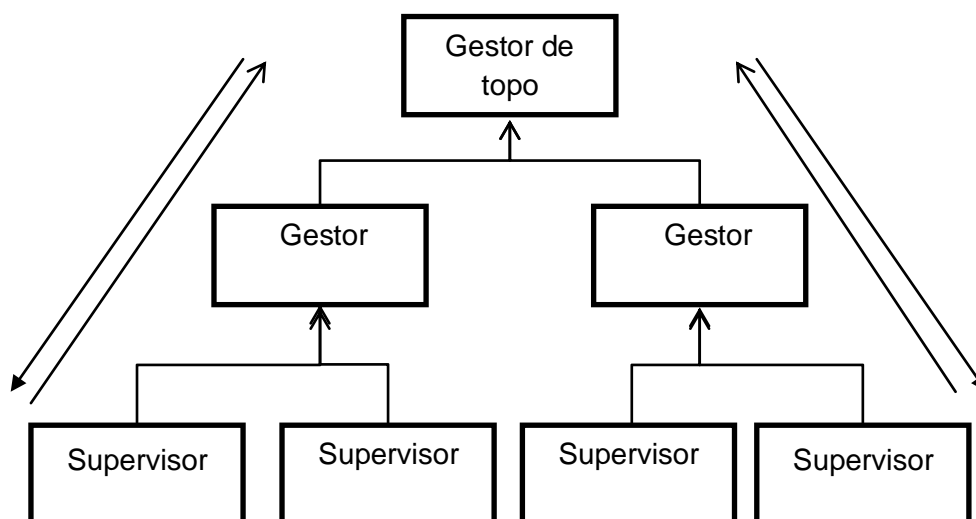 Gestor de
topo
Gestor
Gestor
Supervisor
Supervisor
Supervisor
Supervisor